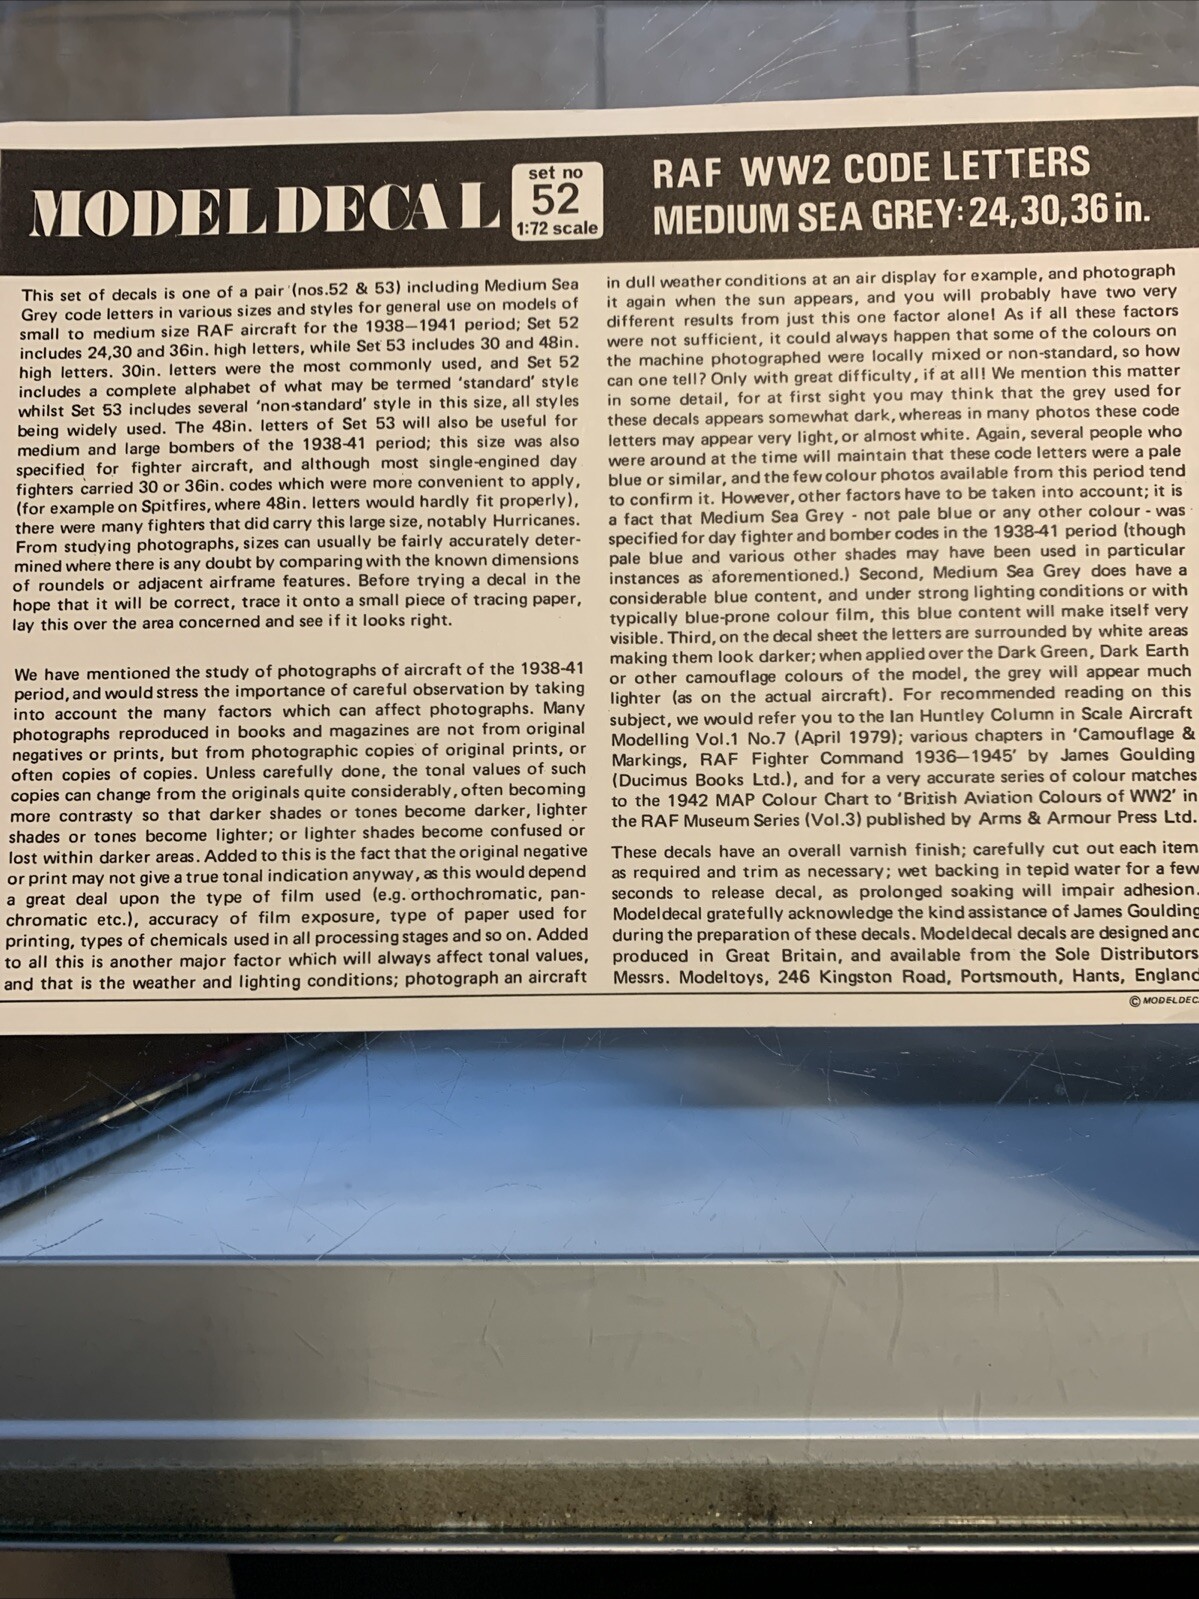 MODELDECAL
set no
52
1:72 scale
RAF WW2 CODE LETTERS
MEDIUM SEA GREY: 24,30,36 in.
This set of decals is one of a pair (nos.52 & 53) including Medium Sea
Grey code letters in various sizes and styles for general use on models of
small to medium size RAF aircraft for the 1938—1941 period; Set 52
includes 24,30 and 36in. high letters, while Set 53 includes 30 and 48in.
high letters. 30in. letters were the most commonly used, and Set 52
includes a complete alphabet of what may be termed 'standard' style
whilst Set 53 includes several 'non-standard' style in this size, all styles
being widely used. The 48in. letters of Set 53 will also be useful for
medium and large bombers of the 1938-41 period; this size was also
specified for fighter aircraft, and although most single-engined day
fighters carried 30 or 36in. codes which were more convenient to apply,
(for example on Spitfires, where 48in. letters would hardly fit properly),
there were many fighters that did carry this large size, notably Hurricanes.
From studying photographs, sizes can usually be fairly accurately deter-
mined where there is any doubt by comparing with the known dimensions
of roundels or adjacent airframe features. Before trying a decal in the
hope that it will be correct, trace it onto a small piece of tracing paper,
lay this over the area concerned and see if it looks right.
We have mentioned the study of photographs of aircraft of the 1938-41
period, and would stress the importance of careful observation by taking
into account the many factors which can affect photographs. Many
photographs reproduced in books and magazines are not from original
negatives or prints, but from photographic copies of original prints, or
often copies of copies. Unless carefully done, the tonal values of such
copies can change from the originals quite considerably, often becoming
more contrasty so that darker shades or tones become darker, lighter
shades or tones become lighter; or lighter shades become confused or
lost within darker areas. Added to this is the fact that the original negative
or print may not give a true tonal indication anyway, as this would depend
a great deal upon the type of film used (e.g. orthochromatic, pan-
chromatic etc.), accuracy of film exposure, type of paper used for
printing, types of chemicals used in all processing stages and so on. Added
to all this is another major factor which will always affect tonal values,
and that is the weather and lighting conditions; photograph an aircraft
in dull weather conditions at an air display for example, and photograph
it again when the sun appears, and you will probably have two very
different results from just this one factor alone! As if all these factors
were not sufficient, it could always happen that some of the colours on
the machine photographed were locally mixed or non-standard, so how
can one tell? Only with great difficulty, if at all! We mention this matter
in some detail, for at first sight you may think that the grey used for
these decals appears somewhat dark, whereas in many photos these code
letters may appear very light, or almost white. Again, several people who
were around at the time will maintain that these code letters were a pale
blue or similar, and the few colour photos available from this period tend
to confirm it. However, other factors have to be taken into account; it is
a fact that Medium Sea Grey - not pale blue or any other colour - was
specified for day fighter and bomber codes in the 1938-41 period (though
pale blue and various other shades may have been used in particular
instances as aforementioned.) Second, Medium Sea Grey does have a
considerable blue content, and under strong lighting conditions or with
typically blue-prone colour film, this blue content will make itself very
visible. Third, on the decal sheet the letters are surrounded by white areas
making them look darker; when applied over the Dark Green, Dark Earth
or other camouflage colours of the model, the grey will appear much
lighter (as on the actual aircraft). For recommended reading on this
subject, we would refer you to the Ian Huntley Column in Scale Aircraft
Modelling Vol.1 No.7 (April 1979); various chapters in 'Camouflage &
Markings, RAF Fighter Command 1936—1945' by James Goulding
(Ducimus Books Ltd.), and for a very accurate series of colour matches
to the 1942 MAP Colour Chart to 'British Aviation Colours of WW2' in
the RAF Museum Series (Vol.3) published by Arms & Armour Press Ltd.
These decals have an overall varnish finish; carefully cut out each item
as required and trim as necessary; wet backing in tepid water for a few
seconds to release decal, as prolonged soaking will impair adhesion.
Modeldecal gratefully acknowledge the kind assistance of James Goulding
during the preparation of these decals. Modeldecal decals are designed and
produced in Great Britain, and available from the Sole Distributors
Messrs. Modeltoys, 246 Kingston Road, Portsmouth, Hants, England
© MODELDEC